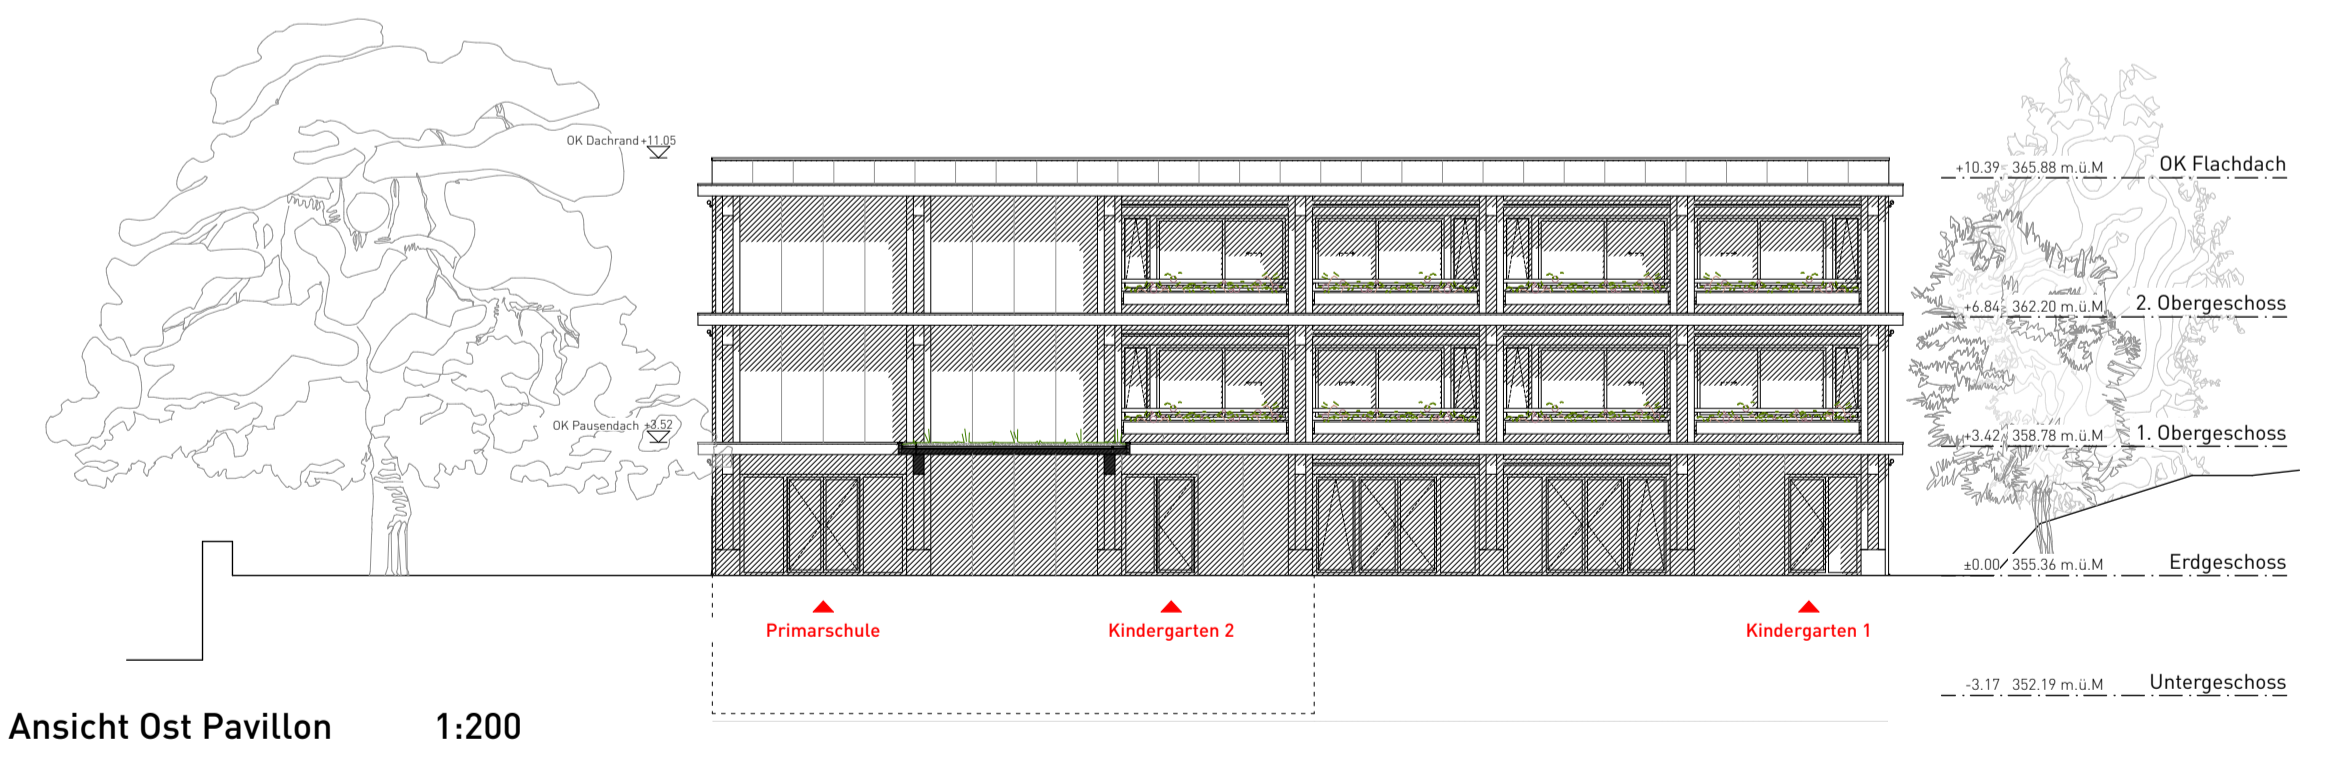 OK Dachrand +11.05
+10.39 365.88 m.ü.M OK Flachdach
+6.84 362.20 m.ü.M 2. Obergeschoss
OK Pausendach +3.52
+3.42 358.78 m.ü.M 1. Obergeschoss
±0.00 355.36 m.ü.M Erdgeschoss
Primarschule Kindergarten 2 Kindergarten 1
-3.17 352.19 m.ü.M Untergeschoss
Ansicht Ost Pavillon 1:200